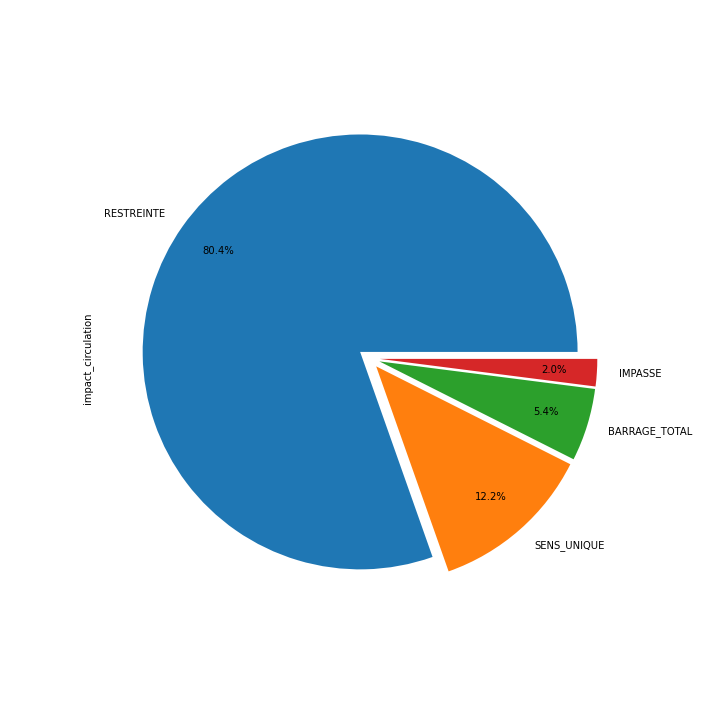 RESTREINTE
80.4%
impact_circulation
2.0%
IMPASSE
5.4%
BARRAGE_TOTAL
12.2%
SENS_UNIQUE